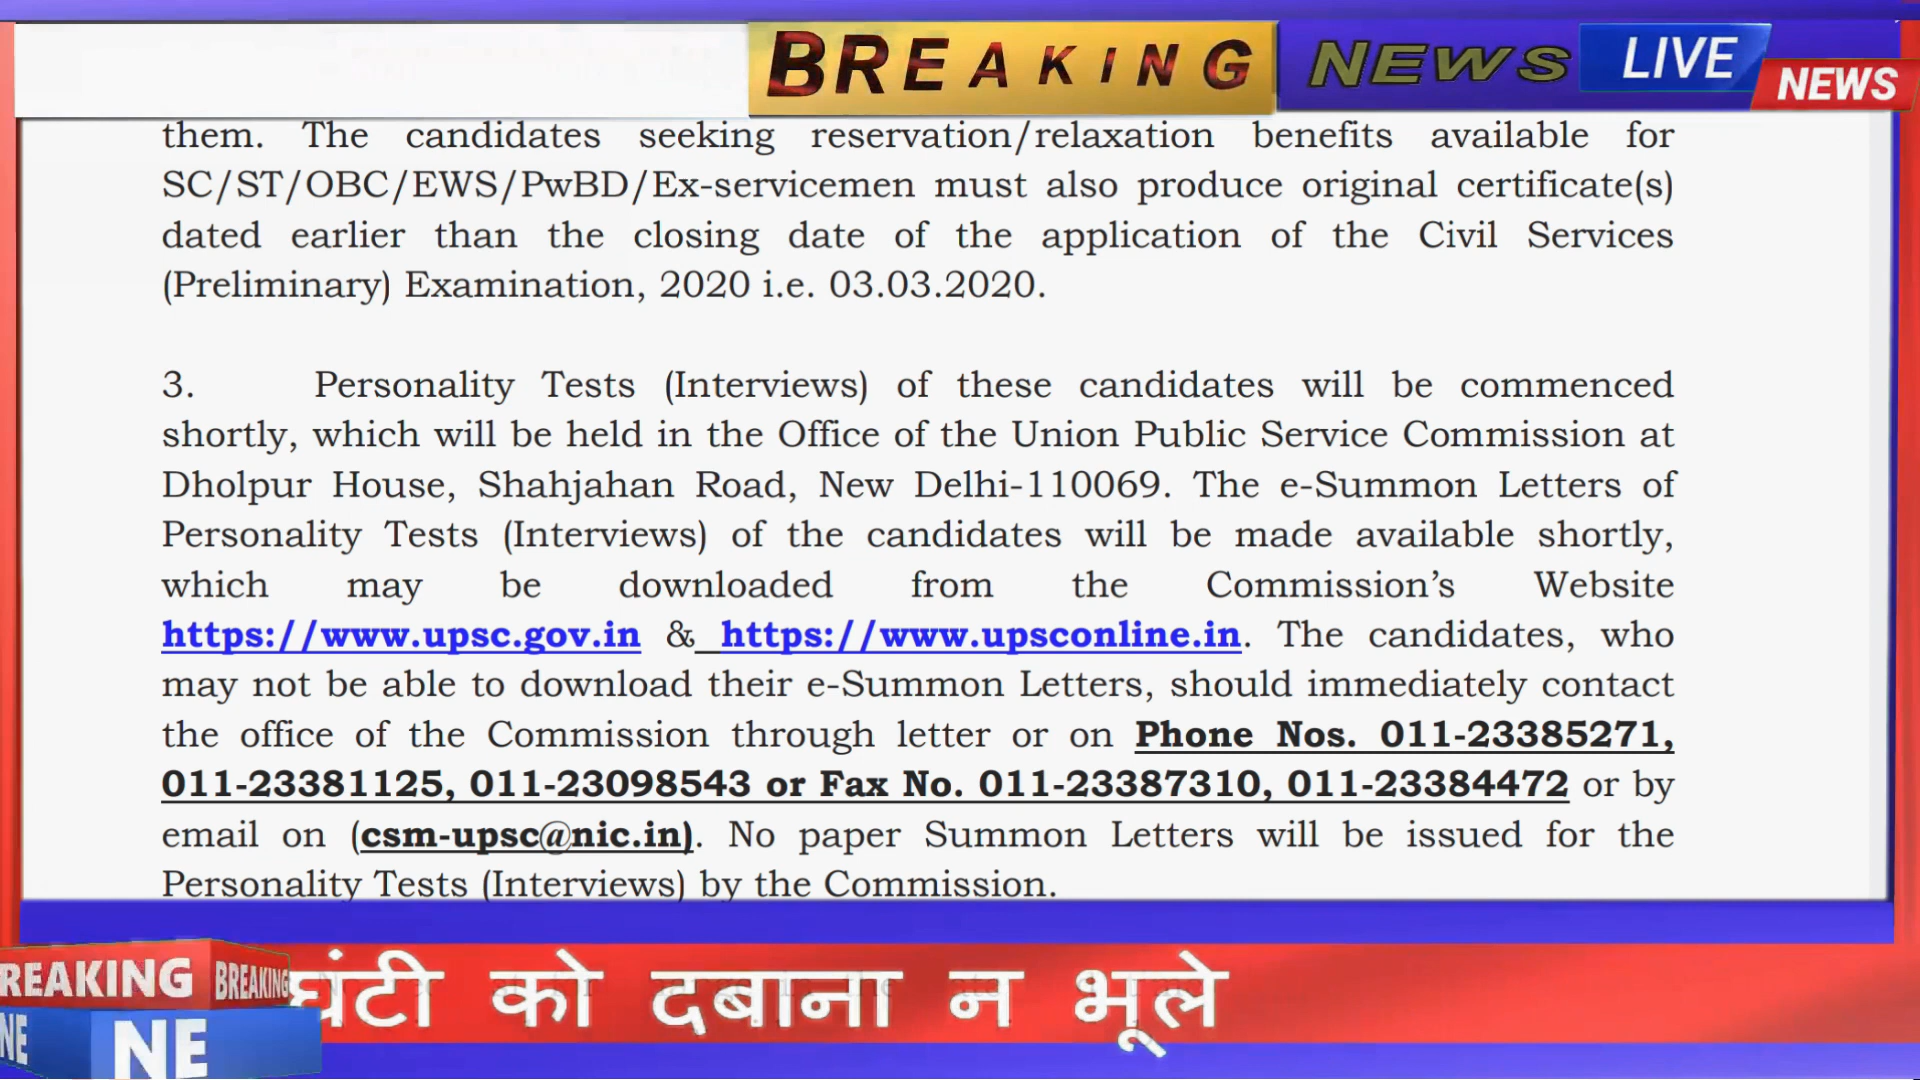 BREAKING NEWS LIVE NEWS
them. The candidates seeking reservation/relaxation benefits available for
SC/ST/OBC/EWS/PwBD/Ex-servicemen must also produce original certificate(s)
dated earlier than the closing date of the application of the Civil Services
(Preliminary) Examination, 2020 i.e. 03.03.2020.
3. Personality Tests (Interviews) of these candidates will be commenced
shortly, which will be held in the Office of the Union Public Service Commission at
Dholpur House, Shahjahan Road, New Delhi-110069. The e-Summon Letters of
Personality Tests (Interviews) of the candidates will be made available shortly,
which may be downloaded from the Commission’s Website
https://www.upsc.gov.in & https://www.upsconline.in. The candidates, who
may not be able to download their e-Summon Letters, should immediately contact
the office of the Commission through letter or on Phone Nos. 011-23385271,
011-23381125, 011-23098543 or Fax No. 011-23387310, 011-23384472 or by
email on (csm-upsc@nic.in). No paper Summon Letters will be issued for the
Personality Tests (Interviews) by the Commission.
REAKING BREAKING घंटी को दबाना न भूले
NE NE